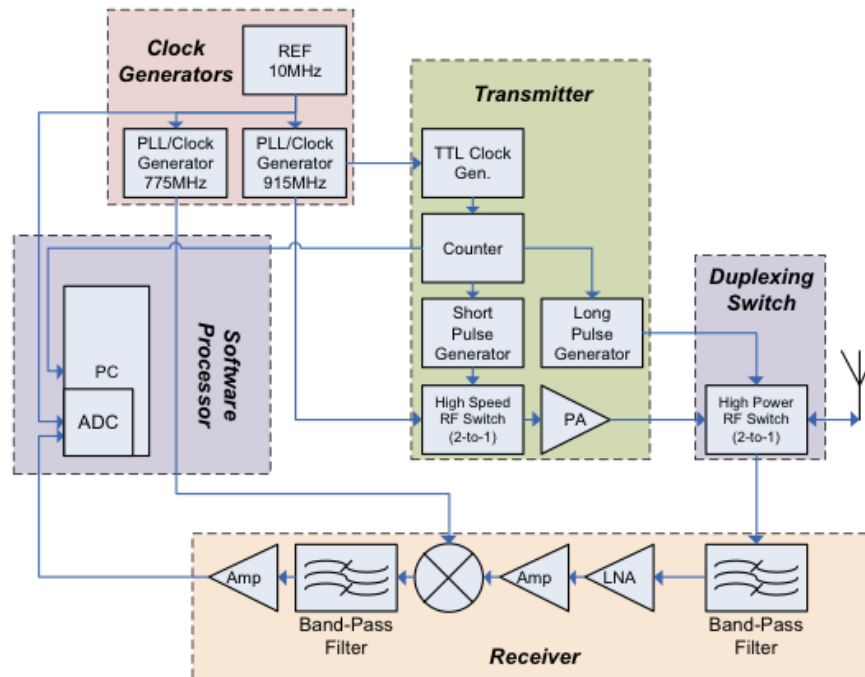 Clock
Generators
REF
10MHz
PLL/Clock
Generator
775MHz
PLL/Clock
Generator
915MHz
Transmitter
TTL Clock
Gen.
Counter
Short
Pulse
Generator
Long
Pulse
Generator
High Speed
RF Switch
(2-to-1)
PA
Duplexing
Switch
High Power
RF Switch
(2-to-1)
Software
Processor
PC
ADC
Amp
Band-Pass
Filter
Amp
LNA
Band-Pass
Filter
Receiver